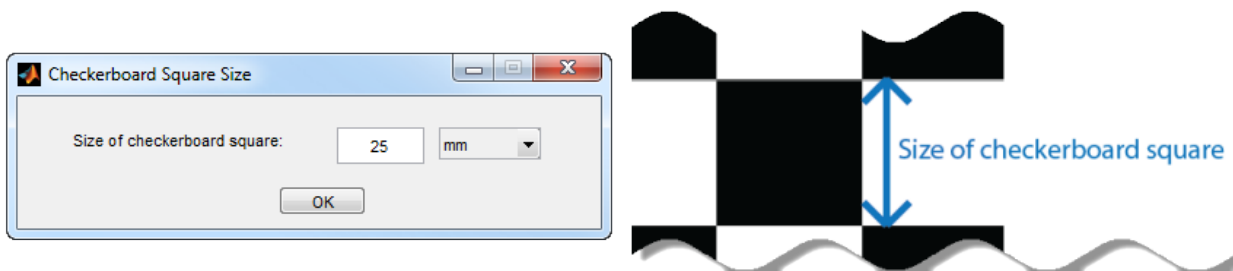 Checkerboard Square Size
Size of checkerboard square: 25 mm
OK
Size of checkerboard square